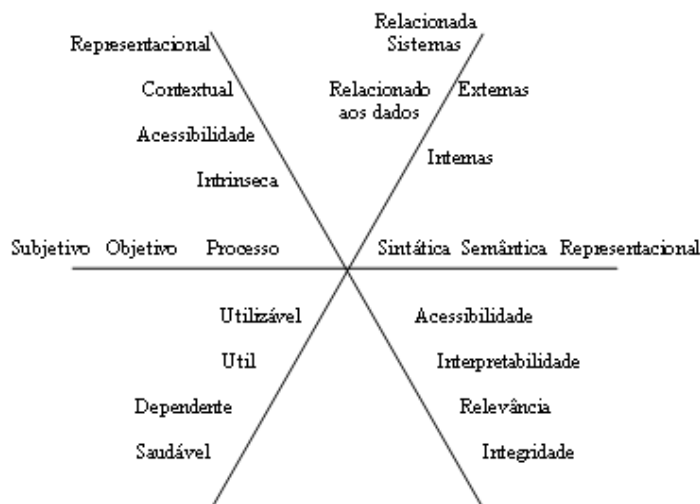 Relacionada
Representacional
Sistemas
Contextual
Relacionado
aos dados
Externas
Acessibilidade
Internas
Intrinseca
Subjetivo Objetivo Processo Sintática Semântica Representacional
Utilizável
Acessibilidade
Util
Interpretabilidade
Dependente
Relevância
Saudável
Integridade